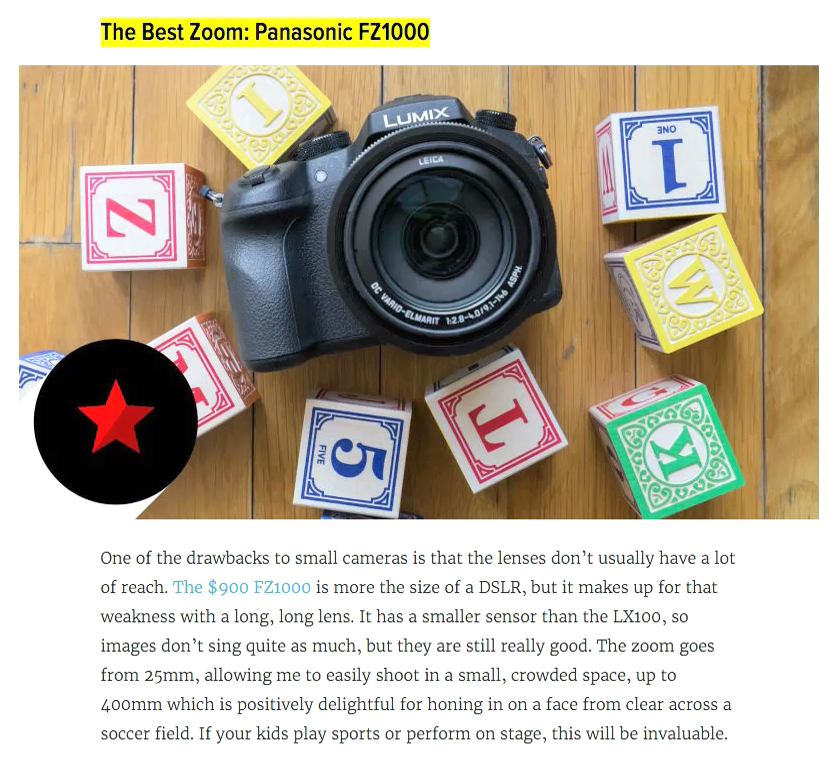 The Best Zoom: Panasonic FZ1000
I
LUMIX
LEICA
DC VARIO-ELMARIT 1:2.8-4.0/9.1-146 ASPH.
ONE
1
W
Z
W
5
FIVE
T
G
K
One of the drawbacks to small cameras is that the lenses don’t usually have a lot
of reach. The $900 FZ1000 is more the size of a DSLR, but it makes up for that
weakness with a long, long lens. It has a smaller sensor than the LX100, so
images don’t sing quite as much, but they are still really good. The zoom goes
from 25mm, allowing me to easily shoot in a small, crowded space, up to
400mm which is positively delightful for honing in on a face from clear across a
soccer field. If your kids play sports or perform on stage, this will be invaluable.